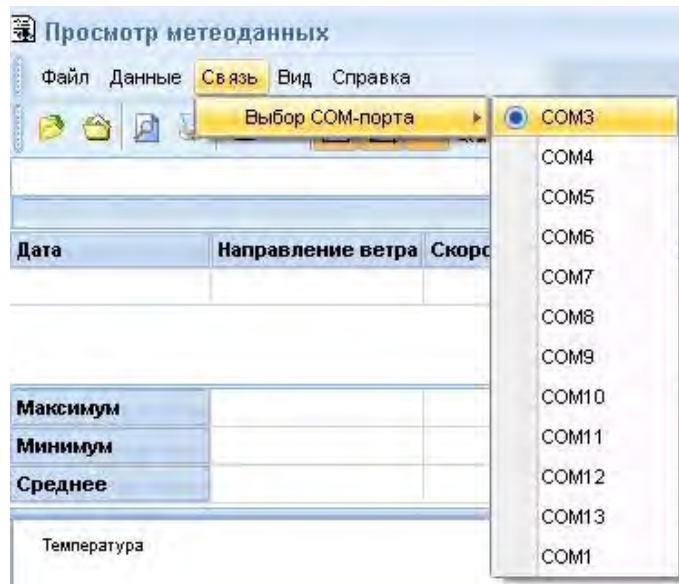 Просмотр метеоданных
Файл Данные Связь Вид Справка
Выбор COM-порта
COM3
COM4
COM5
COM6
COM7
COM8
COM9
COM10
COM11
COM12
COM13
COM1
Дата Направление ветра
Максимум
Минимум
Среднее
Температура